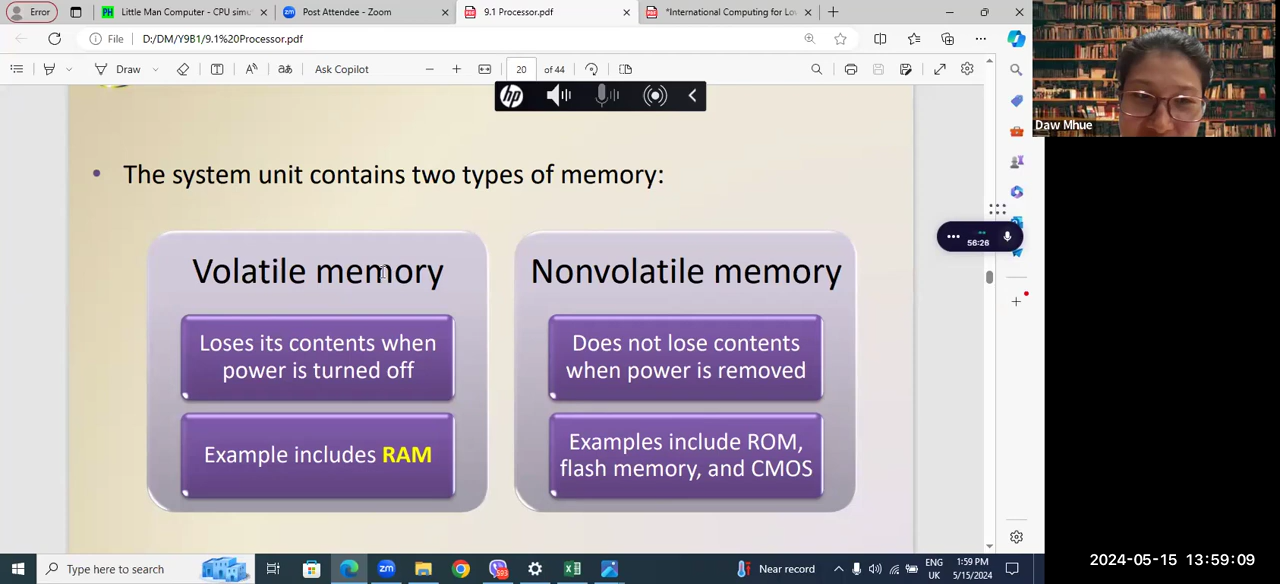 Error
Little Man Computer - CPU simu
Post Attendee - Zoom
9.1 Processor.pdf
"International Computing for Lov
File
D:/DM/Y9B1/9.1%20Processor.pdf
Draw
aあ
Ask Copilot
20
of 44
hp
Daw Mhue
• The system unit contains two types of memory:
56:26
Volatile memory
Loses its contents when
power is turned off
Example includes RAM
Nonvolatile memory
Does not lose contents
when power is removed
Examples include ROM,
flash memory, and CMOS
Type here to search
Near record
ENG
UK
1:59 PM
5/15/2024
2024-05-15 13:59:09